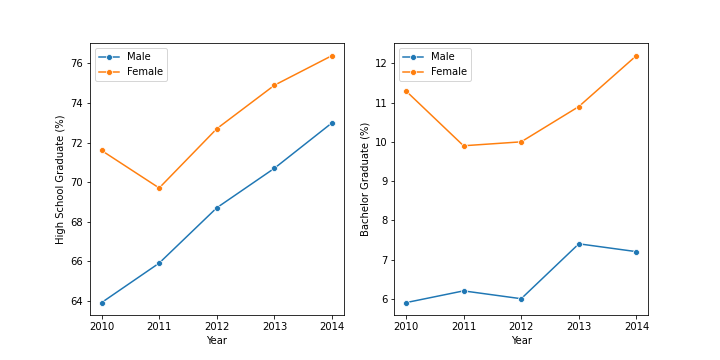 Male
Female
High School Graduate (%)
76
74
72
70
68
66
64
2010 2011 2012 2013 2014
Year
Male
Female
Bachelor Graduate (%)
12
11
10
9
8
7
6
2010 2011 2012 2013 2014
Year